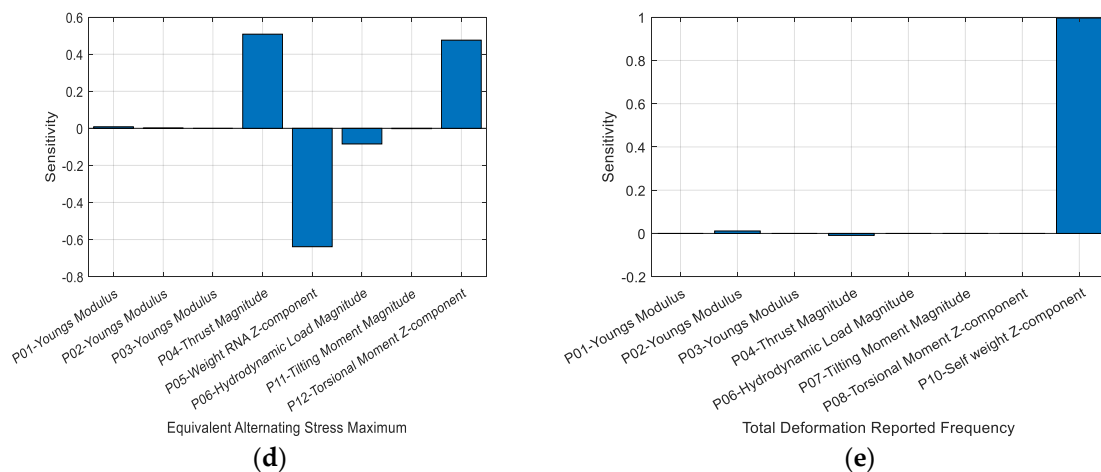 0.6
0.4
0.2
0
-0.2
-0.4
-0.6
-0.8
Sensitivity
P01-Youngs Modulus
P02-Youngs Modulus
P03-Youngs Modulus
P04-Thrust Magnitude
P05-Weight RNA Z-component
P06-Hydrodynamic Load Magnitude
P11-Tilting Moment Magnitude
P12-Torsional Moment Z-component
Equivalent Alternating Stress Maximum
(d)
1
0.8
0.6
0.4
0.2
0
-0.2
Sensitivity
P01-Youngs Modulus
P02-Youngs Modulus
P03-Youngs Modulus
P04-Thrust Magnitude
P06-Hydrodynamic Load Magnitude
P07-Tilting Moment Magnitude
P08-Torsional Moment Z-component
P10-Self weight Z-component
Total Deformation Reported Frequency
(e)